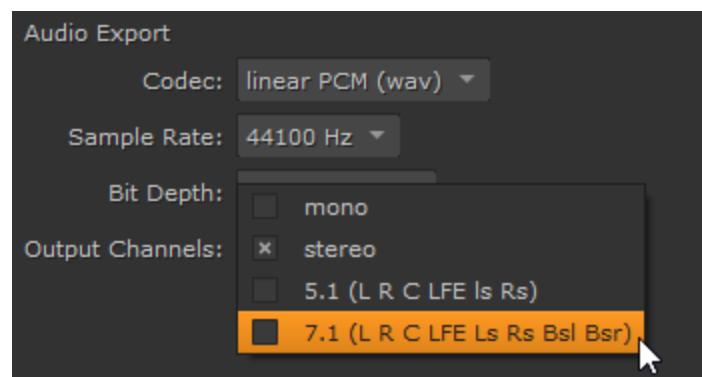 Audio Export
Codec: linear PCM (wav)
Sample Rate: 44100 Hz
Bit Depth:
mono
Output Channels: stereo
5.1 (L R C LFE ls Rs)
7.1 (L R C LFE Ls Rs Bsl Bsr)